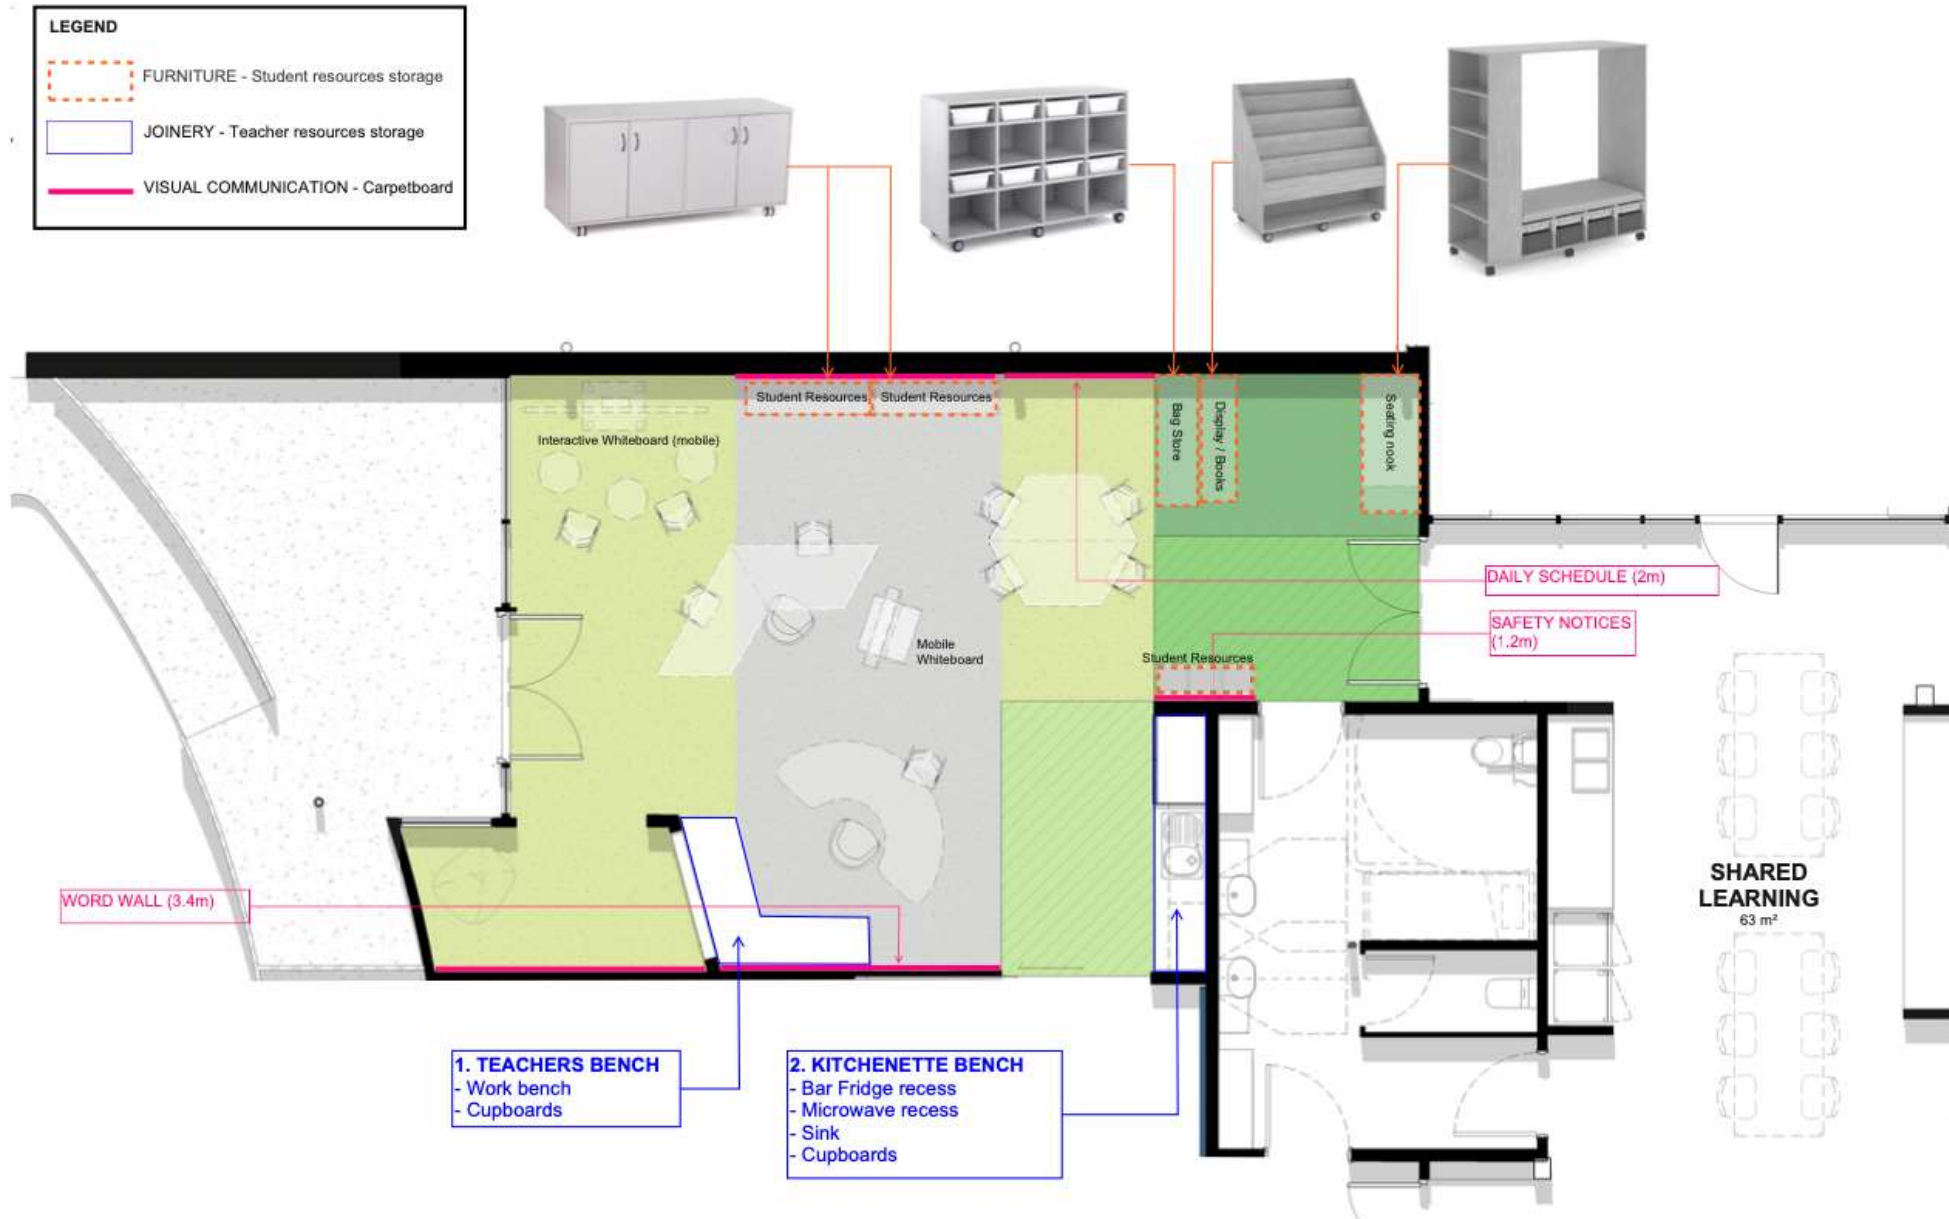 LEGEND
FURNITURE - Student resources storage
JOINERY - Teacher resources storage
VISUAL COMMUNICATION - Carpetboard
Student Resources
Student Resources
Interactive Whiteboard (mobile)
Bag Store
Display / Books
Seating nook
DAILY SCHEDULE (2m)
SAFETY NOTICES
(1.2m)
Mobile
Whiteboard
Student Resources
WORD WALL (3.4m)
SHARED
LEARNING
63 m²
1. TEACHERS BENCH
- Work bench
- Cupboards
2. KITCHENETTE BENCH
- Bar Fridge recess
- Microwave recess
- Sink
- Cupboards